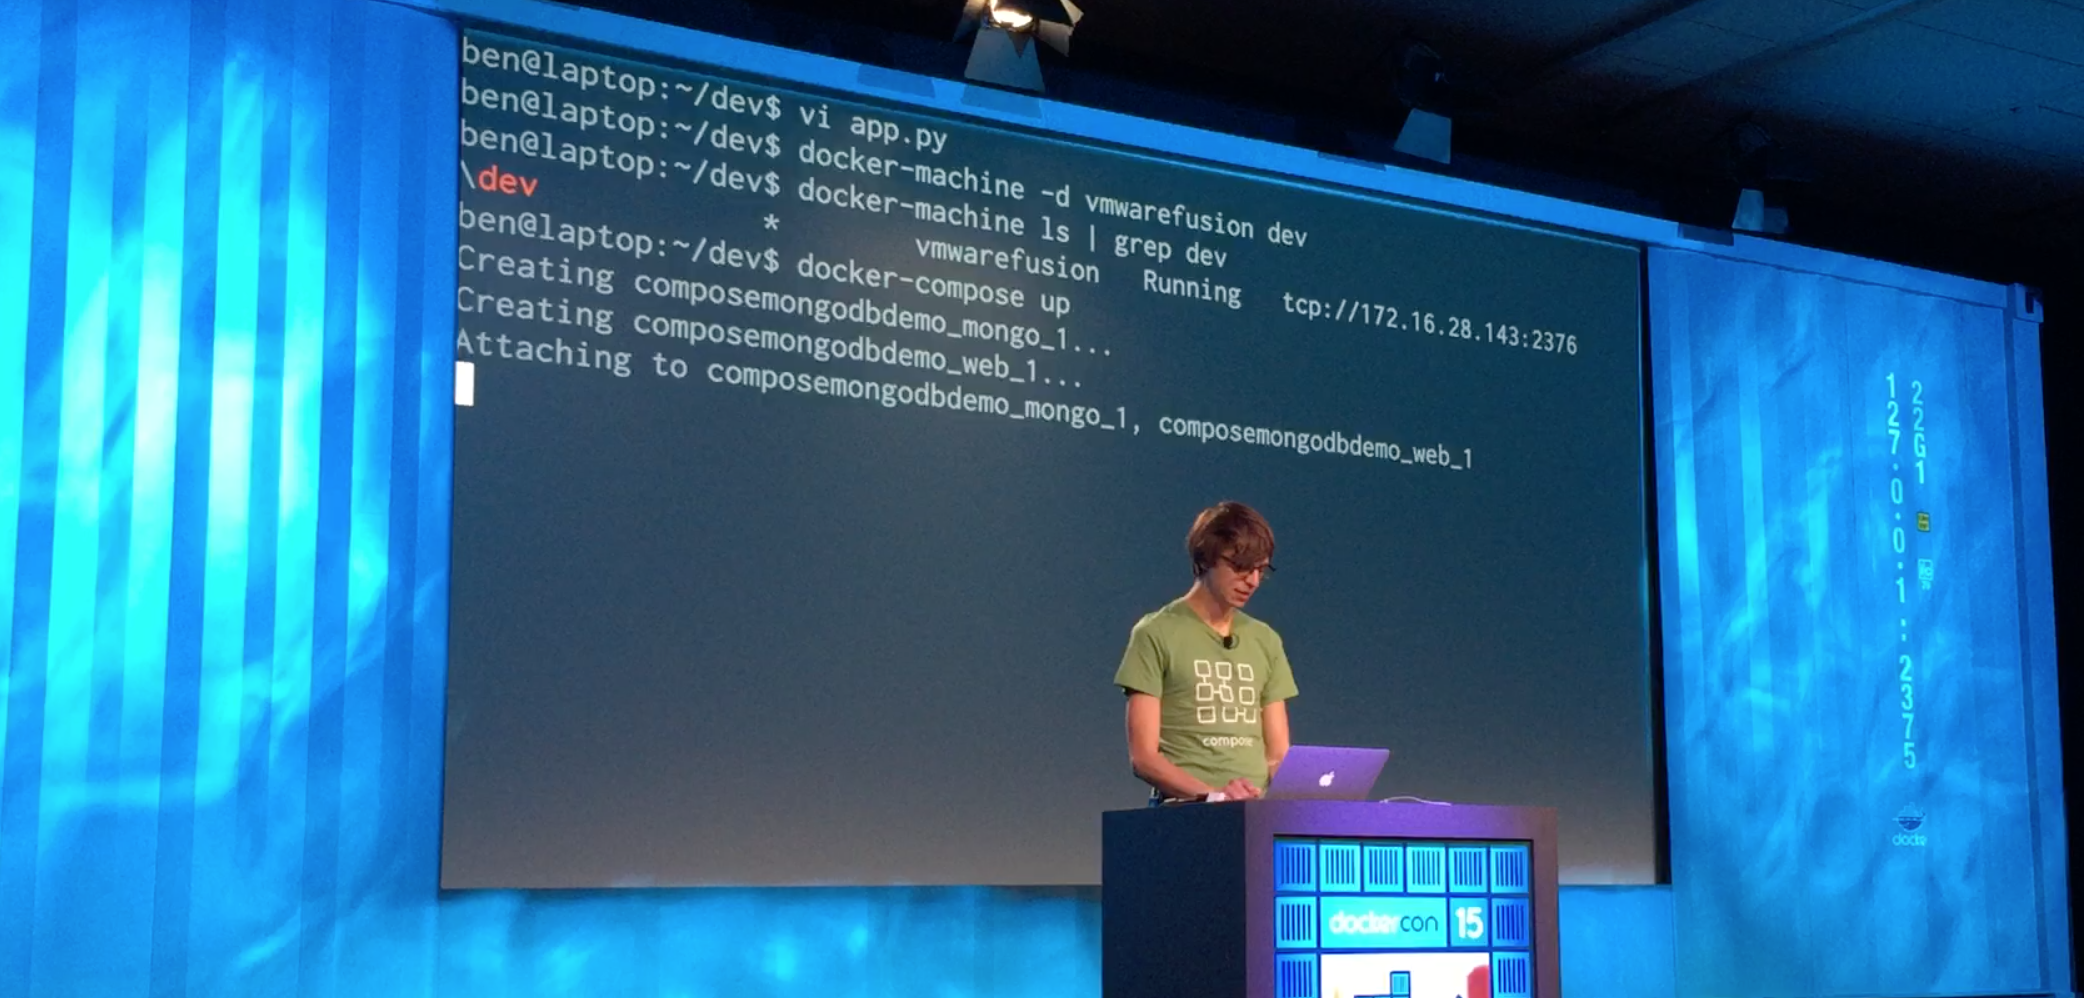 ben@laptop:~/dev$ vi app.py
ben@laptop:~/dev$ docker-machine -d vmwarefusion dev
ben@laptop:~/dev$ docker-machine ls | grep dev
\dev * vmwarefusion Running tcp://172.16.28.143:2376
ben@laptop:~/dev$ docker-compose up
Creating composemongodbdemo_mongo_1...
Creating composemongodbdemo_web_1...
Attaching to composemongodbdemo_mongo_1, composemongodbdemo_web_1
127.0.0.1:2375
22G1
docker
compose
dockercon 15